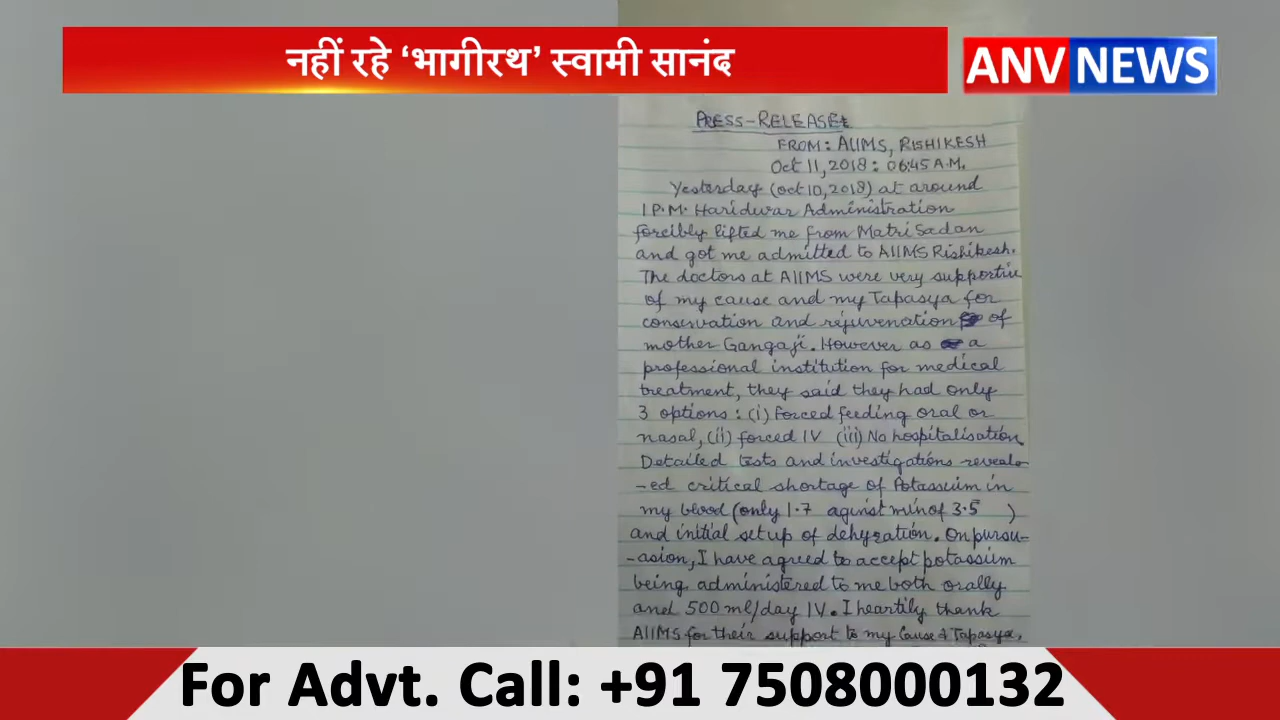 नहीं रहे ‘भागीरथ’ स्वामी सानंद
ANV NEWS
PRESS-RELEASE
FROM: AIIMS, RISHIKESH
Oct 11, 2018: 06:45 A.M.
Yesterday (Oct 10, 2018) at around
1 P.M. Haridwar Administration
forcibly lifted me from Matri Sadan
and got me admitted to AIIMS Rishikesh.
The doctors at AIIMS were very supportive
of my cause and my Tapasya for
conservation and rejuvenation of
mother Gangaji. However as a
professional institution for medical
treatment, they said they had only
3 options: (i) Forced feeding oral or
nasal, (ii) forced IV (iii) No hospitalisation.
Detailed tests and investigations reveal
-ed critical shortage of Potassium in
my blood (only 1.7 against min of 3.5 )
and initial setup of dehyration. On pursu-
-asion, I have agreed to accept potassium
being administered to me both orally
and 500 ml/day IV. I heartily thank
AIIMS for their support to my Cause & Tapasya.
For Advt. Call: +91 7508000132